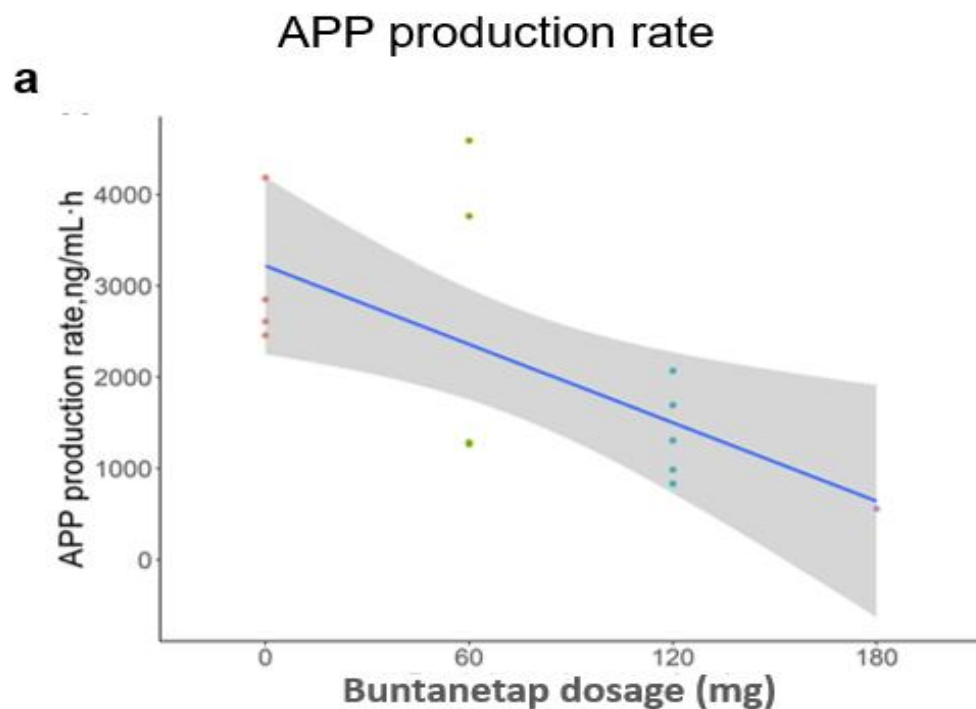 APP production rate
a
APP production rate,ng/mL·h
4000
3000
2000
1000
0
0 60 120 180
Buntanetap dosage (mg)